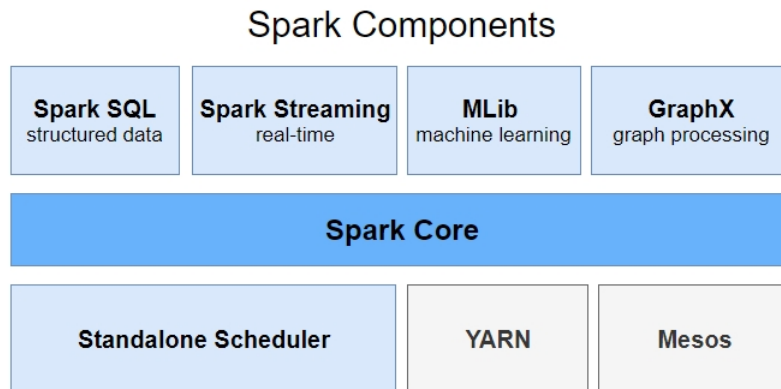 Spark Components
Spark SQL
structured data
Spark Streaming
real-time
MLib
machine learning
GraphX
graph processing
Spark Core
Standalone Scheduler
YARN
Mesos